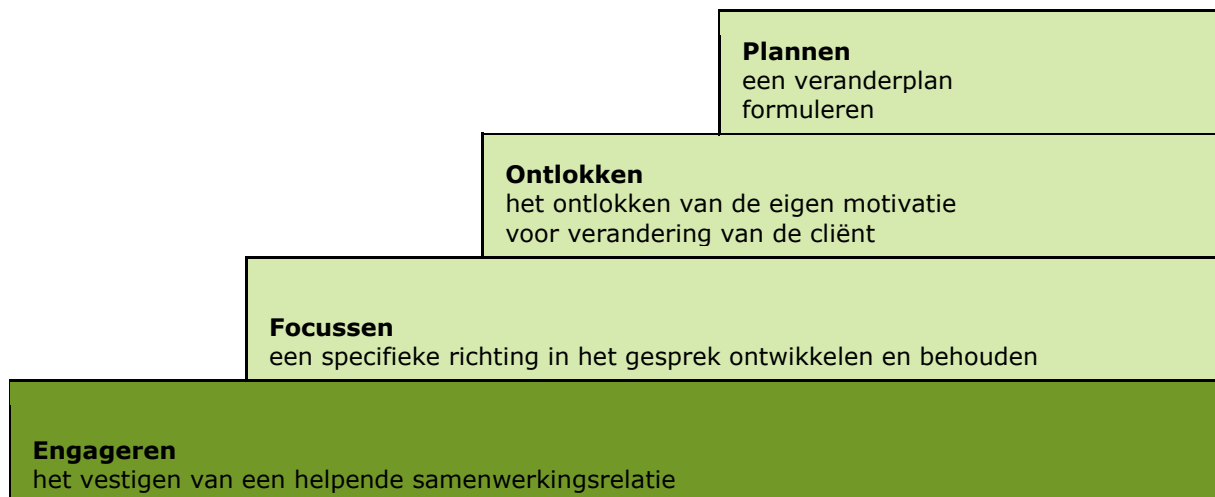 Plannen
een veranderplan
formuleren
Ontlokken
het ontlokken van de eigen motivatie
voor verandering van de cliënt
Focussen
een specifieke richting in het gesprek ontwikkelen en behouden
Engageren
het vestigen van een helpende samenwerkingsrelatie